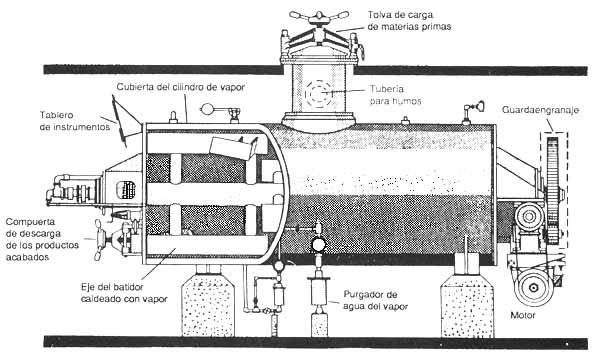 Tolva de carga
de materias primas
Cubierta del cilindro de vapor
Tubería
para humos
Guardaengranaje
Tablero
de instrumentos
Compuerta
de descarga
de los productos
acabados
Eje del batidor
caldeado con vapor
Purgador de
agua del vapor
Motor